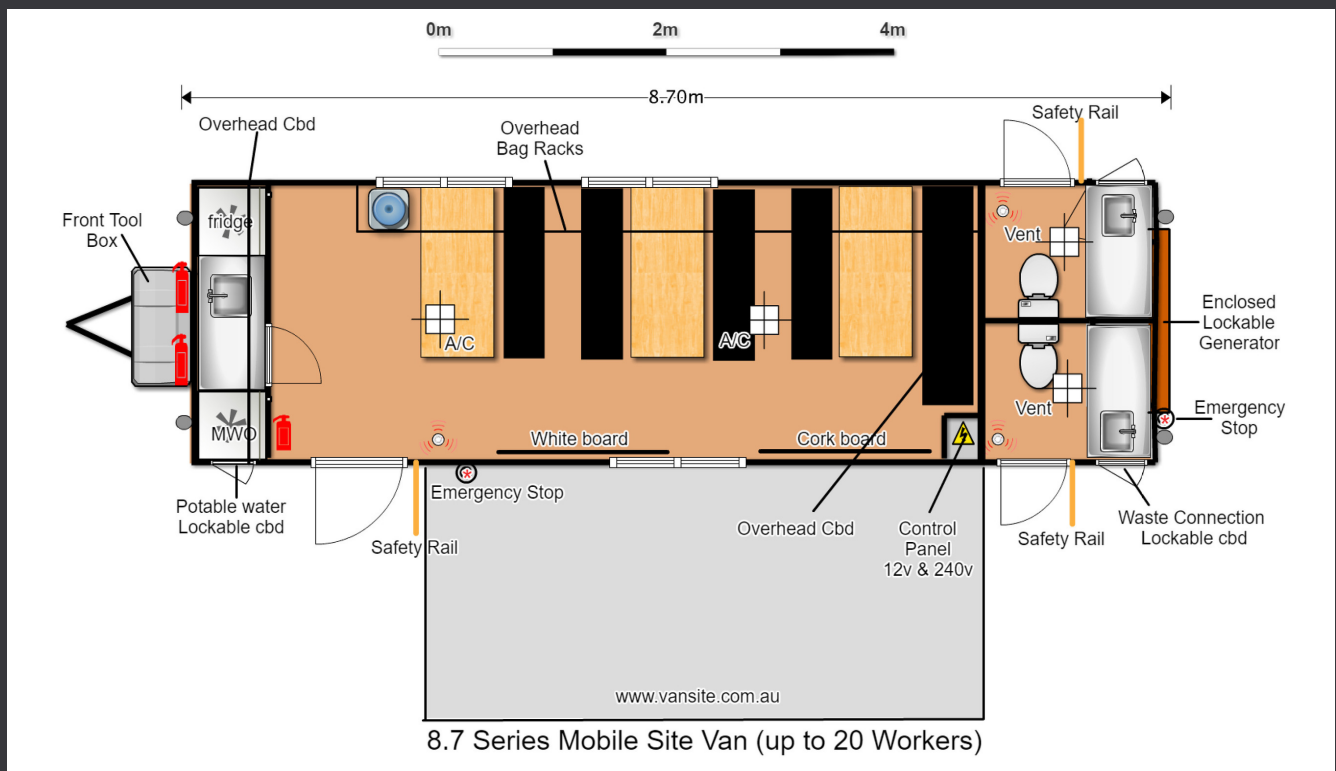 0m
2m
4m
8.70m
Safety Rail
Overhead Cbd
Overhead
Bag Racks
Front Tool
Box
fridge
Vent
A/C
A/C
Enclosed
Lockable
Generator
MWO
Vent
Emergency
Stop
White board
Cork board
Potable water
Lockable cbd
Emergency Stop
Safety Rail
Overhead Cbd
Control
Panel
12v & 240v
Safety Rail
Waste Connection
Lockable cbd
www.vansite.com.au
8.7 Series Mobile Site Van (up to 20 Workers)